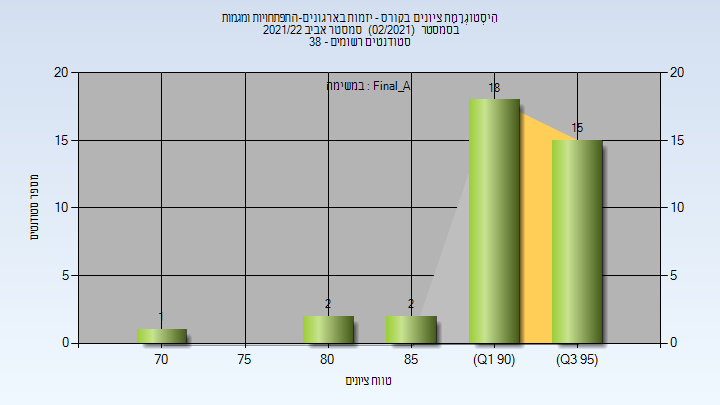 היסטוגרמת ציונים בקורס - יזמות בארגונים-התפתחויות ומגמות
בסמסטר (02/2021) סמסטר אביב 2021/22
סטודנטים רשומים - 38
במשימה : Final_A
מספר סטודנטים
20
15
10
5
0
20
15
10
5
0
1
2
2
18
15
70
75
80
85
(Q1 90)
(Q3 95)
טווח ציונים